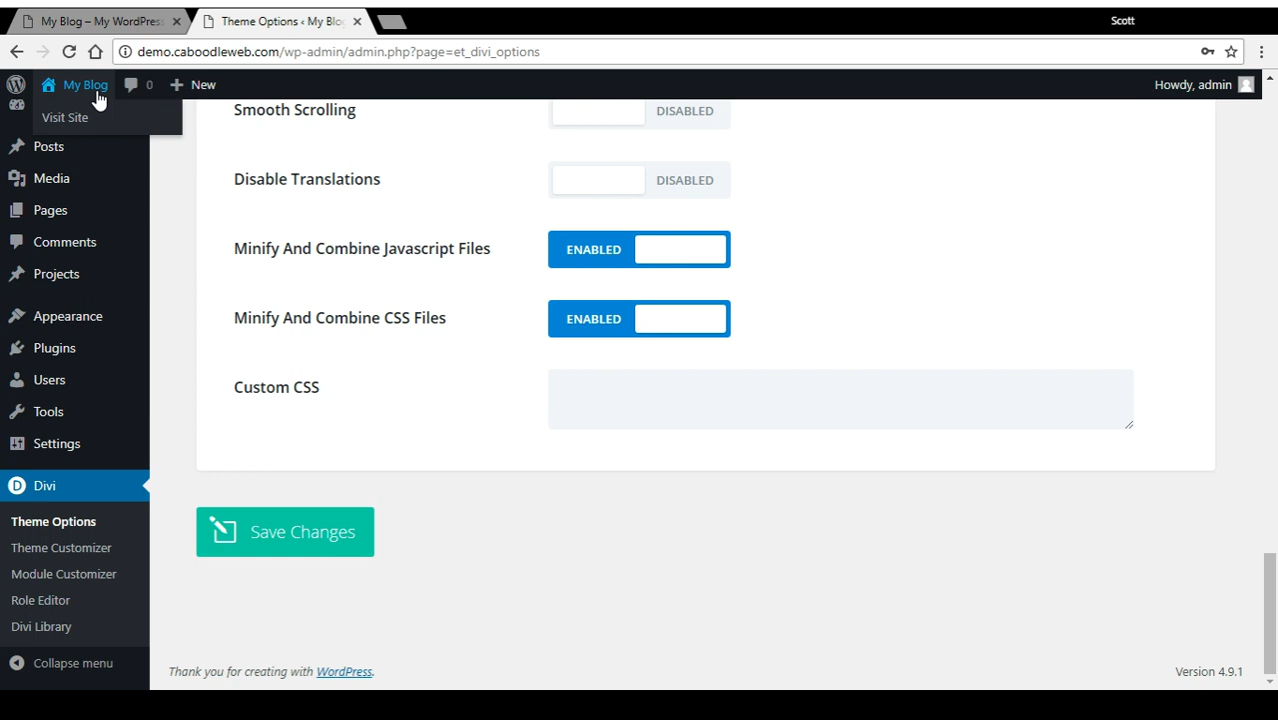 My Blog – My WordPres
Theme Options ‹ My Blo
Scott
demo.caboodleweb.com/wp-admin/admin.php?page=et_divi_options
My Blog
0
New
Howdy, admin
Visit Site
Smooth Scrolling
DISABLED
Posts
Media
Disable Translations
DISABLED
Pages
Comments
Minify And Combine Javascript Files
ENABLED
Projects
Appearance
Minify And Combine CSS Files
ENABLED
Plugins
Users
Custom CSS
Tools
Settings
Divi
Theme Options
Save Changes
Theme Customizer
Module Customizer
Role Editor
Divi Library
Collapse menu
Thank you for creating with WordPress.
Version 4.9.1